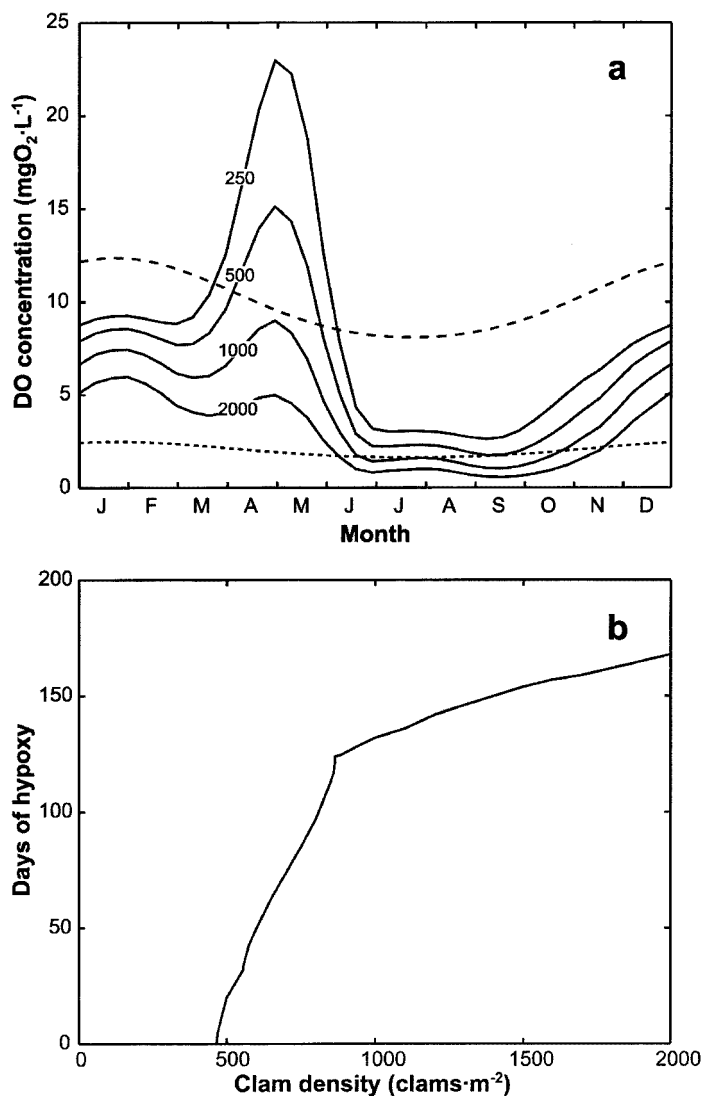 a
DO concentration (mgO₂·L⁻¹)
25
20
15
10
5
0
250
500
1000
2000
J F M A M J J A S O N D
Month
b
Days of hypoxy
200
150
100
50
0
0 500 1000 1500 2000
Clam density (clams·m⁻²)